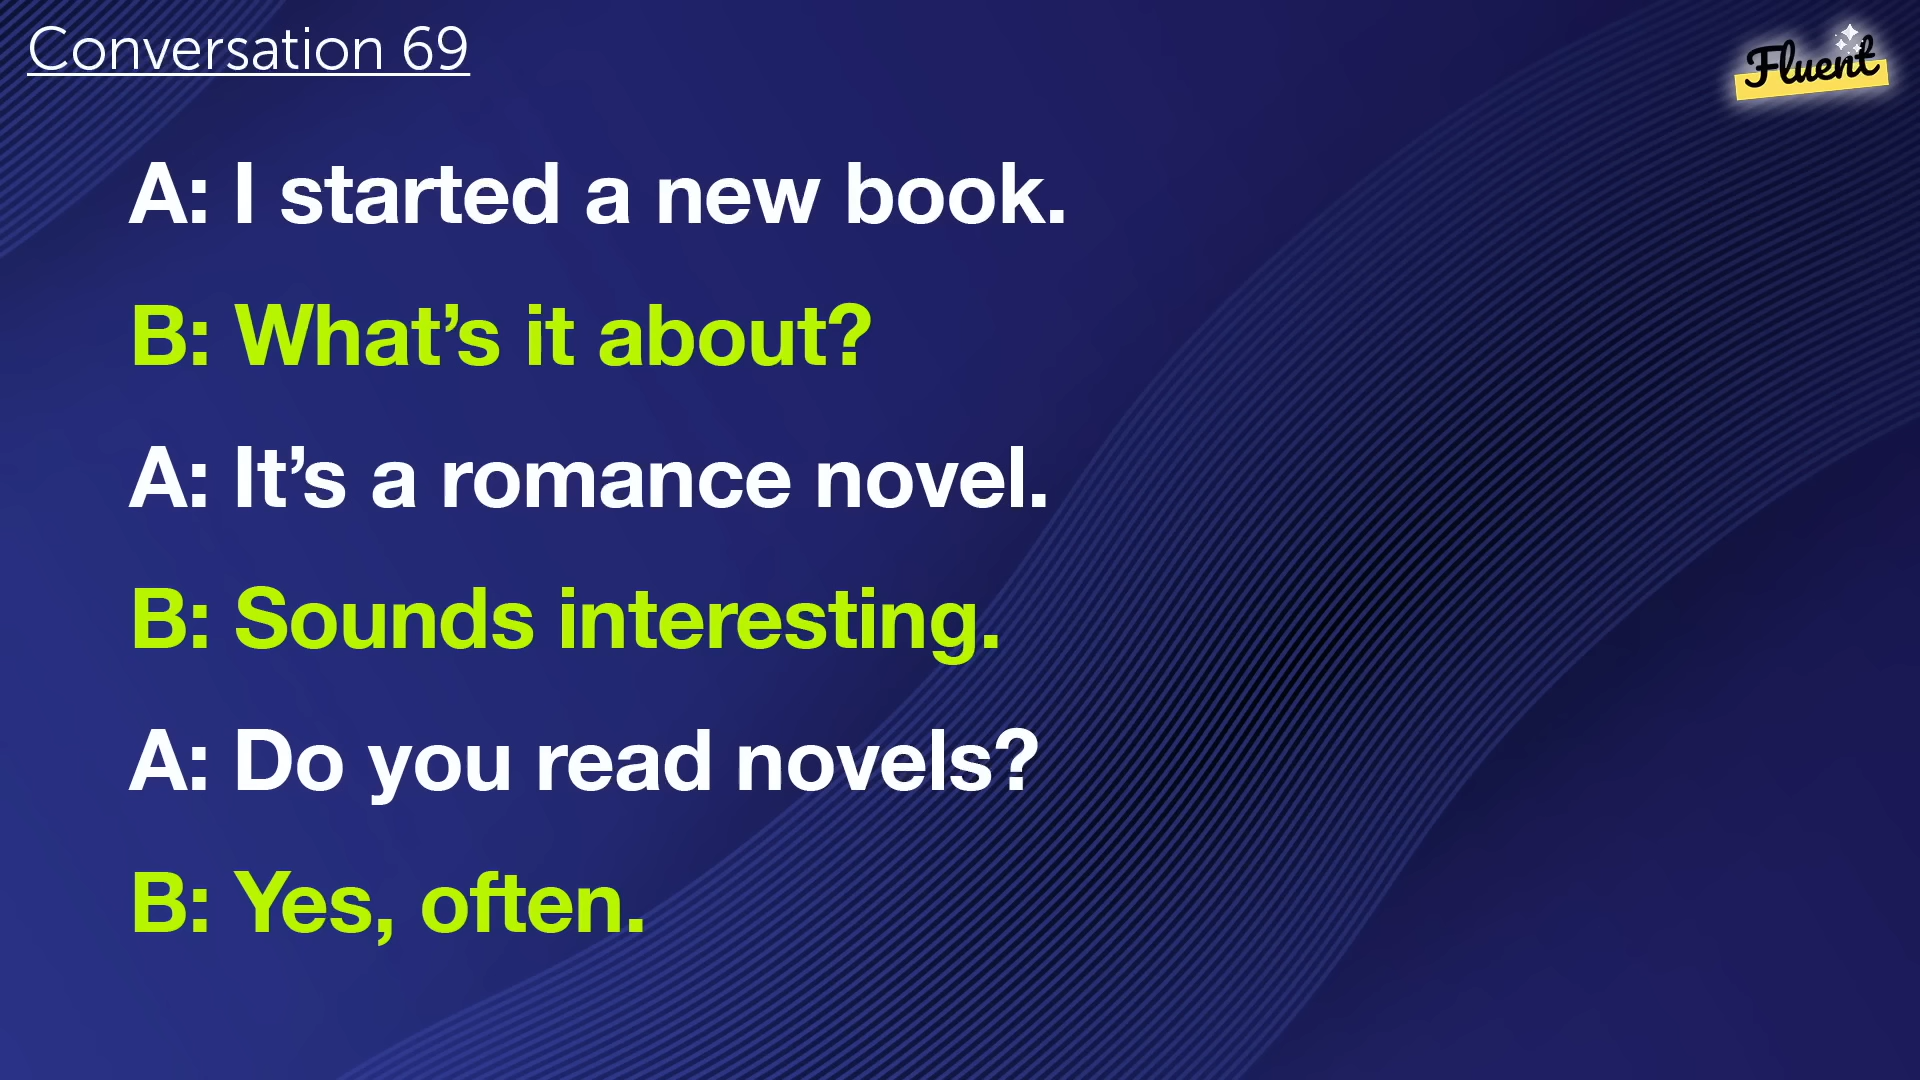 Conversation 69
Fluent
A: I started a new book.
B: What’s it about?
A: It’s a romance novel.
B: Sounds interesting.
A: Do you read novels?
B: Yes, often.